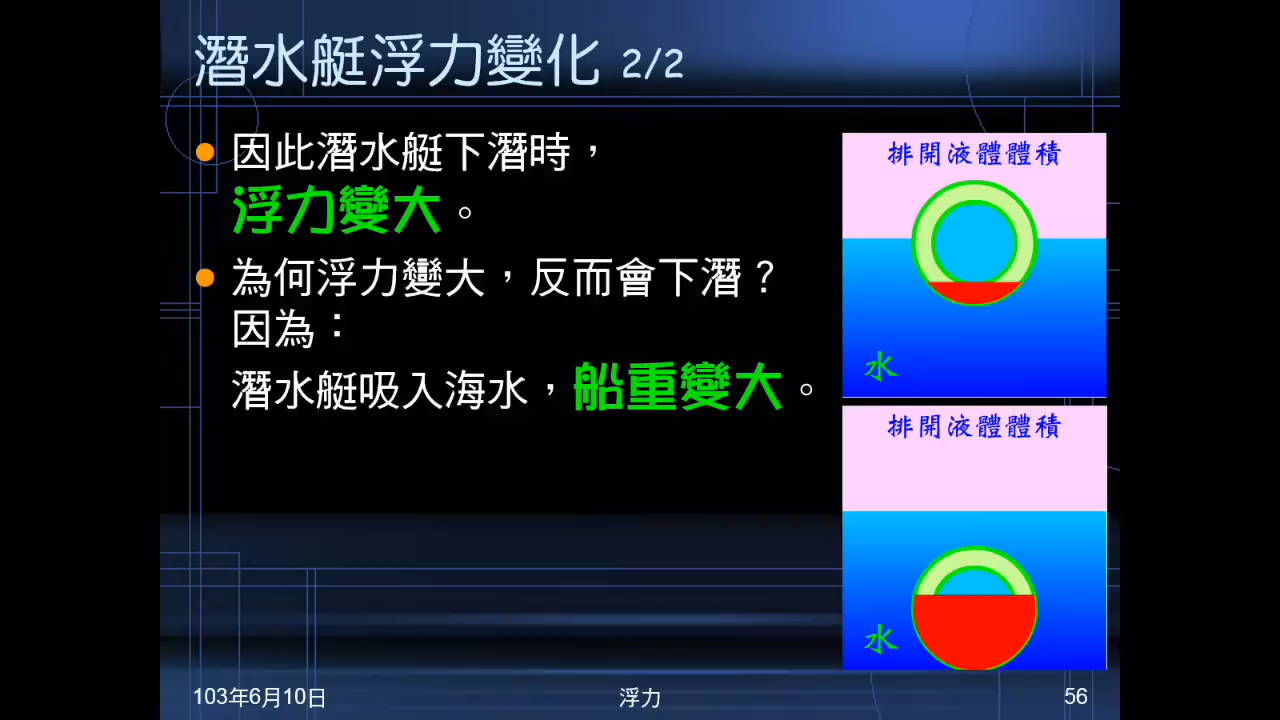 潛水艇浮力變化 2/2
因此潛水艇下潛時，
浮力變大。
為何浮力變大，反而會下潛？
因為：
潛水艇吸入海水，船重變大。
排開液體體積
水
排開液體體積
水
103年6月10日
浮力
56